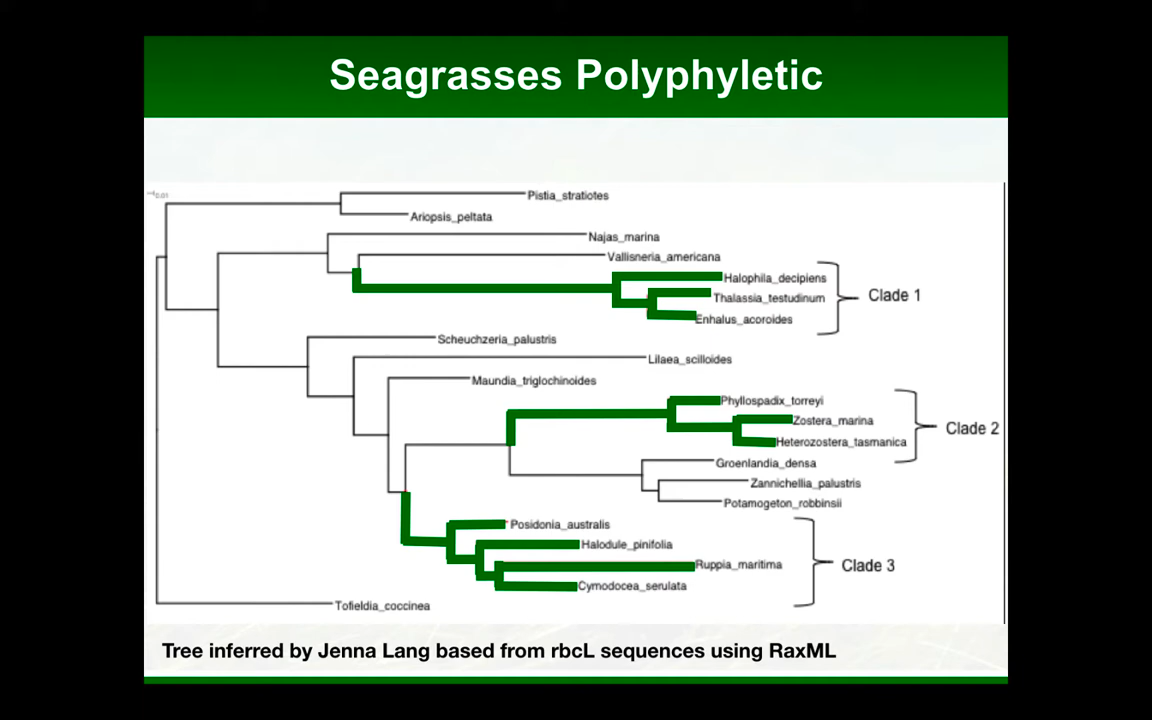 Seagrasses Polyphyletic
0.01
Pistia_stratiotes
Ariopsis_peltata
Najas_marina
Vallisneria_americana
Halophila_decipiens
Thalassia_testudinum
Enhalus_acoroides
Clade 1
Scheuchzeria_palustris
Lilaea_scilloides
Maundia_triglochinoides
Phyllospadix_torreyi
Zostera_marina
Heterozostera_tasmanica
Clade 2
Groenlandia_densa
Zannichellia_palustris
Potamogeton_robbinsii
Posidonia_australis
Halodule_pinifolia
Ruppia_maritima
Cymodocea_serulata
Clade 3
Tofieldia_coccinea
Tree inferred by Jenna Lang based from rbcL sequences using RaxML